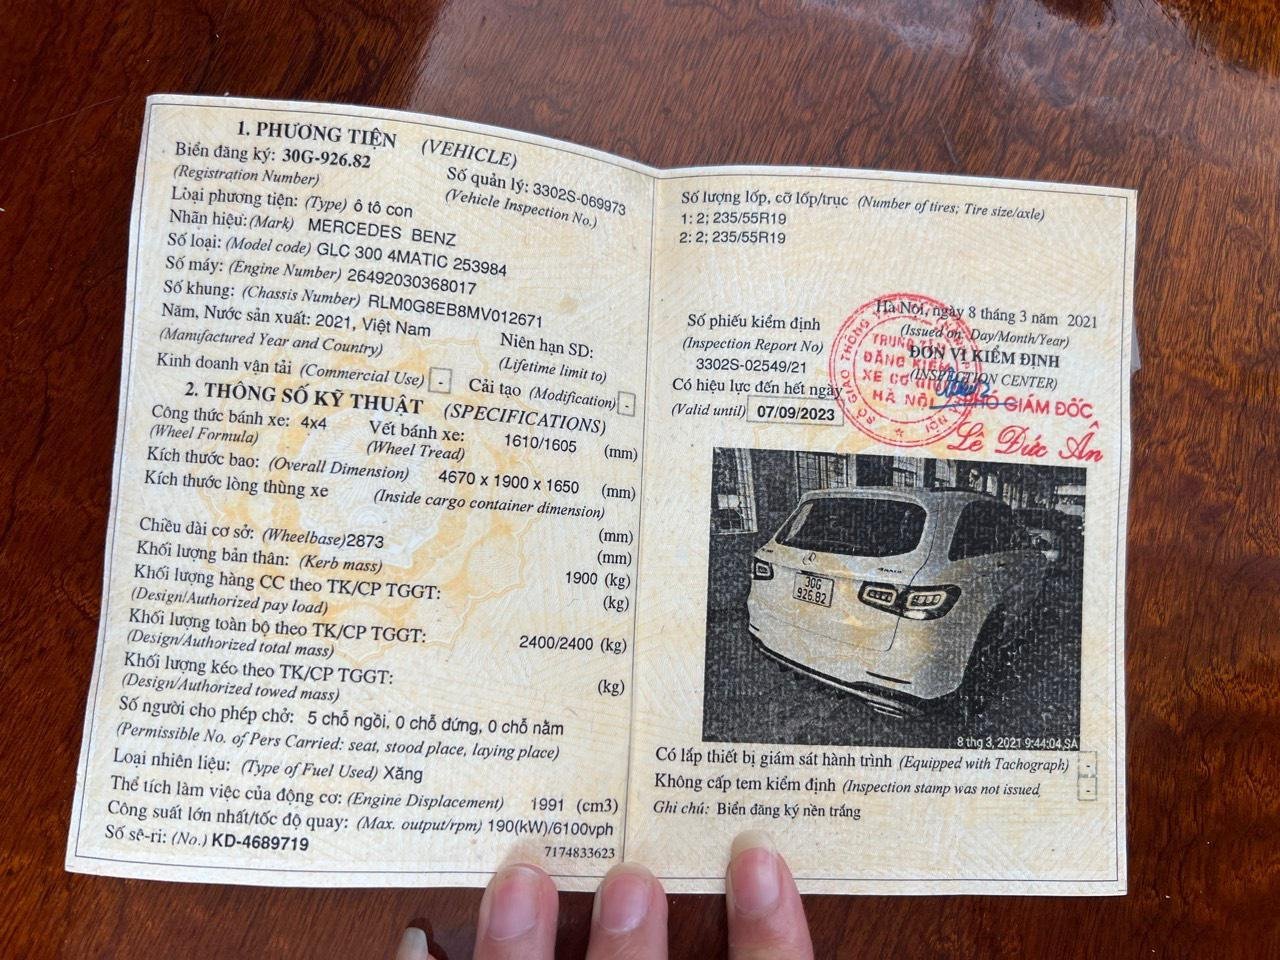 1. PHƯƠNG TIỆN (VEHICLE)
Biển đăng ký: 30G-926.82 Số quản lý: 3302S-069973
(Registration Number) (Vehicle Inspection No.)
Loại phương tiện: (Type) ô tô con
Nhãn hiệu: (Mark) MERCEDES BENZ
Số loại: (Model code) GLC 300 4MATIC 253984
Số máy: (Engine Number) 26492030368017
Số khung: (Chassis Number) RLM0G8EB8MV012671
Năm, Nước sản xuất: 2021, Việt Nam Niên hạn SD:
(Manufactured Year and Country) (Lifetime limit to)
Kinh doanh vận tải (Commercial Use) - Cải tạo (Modification) -
2. THÔNG SỐ KỸ THUẬT (SPECIFICATIONS)
Công thức bánh xe: 4x4 Vết bánh xe: 1610/1605 (mm)
(Wheel Formula) (Wheel Tread)
Kích thước bao: (Overall Dimension) 4670 x 1900 x 1650 (mm)
Kích thước lòng thùng xe (Inside cargo container dimension)
(mm)
Chiều dài cơ sở: (Wheelbase)2873 (mm)
Khối lượng bản thân: (Kerb mass) 1900 (kg)
Khối lượng hàng CC theo TK/CP TGGT: (kg)
(Design/Authorized pay load)
Khối lượng toàn bộ theo TK/CP TGGT: 2400/2400 (kg)
(Design/Authorized total mass)
Khối lượng kéo theo TK/CP TGGT: (kg)
(Design/Authorized towed mass)
Số người cho phép chở: 5 chỗ ngồi, 0 chỗ đứng, 0 chỗ nằm
(Permissible No. of Pers Carried: seat, stood place, laying place)
Loại nhiên liệu: (Type of Fuel Used) Xăng
Thể tích làm việc của động cơ: (Engine Displacement) 1991 (cm3)
Công suất lớn nhất/tốc độ quay: (Max. output/rpm) 190(kW)/6100vph
Số sê-ri: (No.) KD-4689719 7174833623
Số lượng lốp, cỡ lốp/trục (Number of tires; Tire size/axle)
1: 2; 235/55R19
2: 2; 235/55R19
Hà Nội, ngày 8 tháng 3 năm 2021
(Issued on: Day/Month/Year)
Số phiếu kiểm định ĐƠN VỊ KIỂM ĐỊNH
(Inspection Report No) (INSPECTION CENTER)
3302S-02549/21
Có hiệu lực đến hết ngày
(Valid until) 07/09/2023
SỞ GIAO THÔNG
TRUNG TÂM
ĐĂNG KIỂM
XE CƠ GIỚI
HÀ NỘI
PHÓ GIÁM ĐỐC
Lê Đức Ân
4MATIC
30G
926.82
8 thg 3, 2021 9:44:04 SA
Có lắp thiết bị giám sát hành trình (Equipped with Tachograph) -
Không cấp tem kiểm định (Inspection stamp was not issued, -
Ghi chú: Biển đăng ký nền trắng